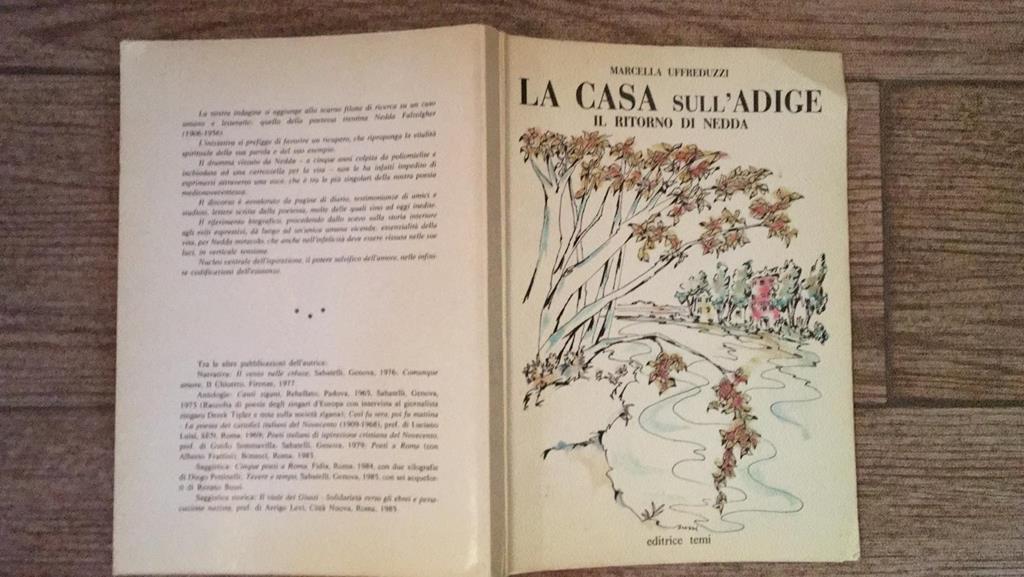 La nostra indagine si aggiunge allo scarno filone di ricerca su un caso
umano e letterario: quello della poetessa trentina Nedda Falzolgher
(1906-1956).
L'iniziativa si prefigge di favorire un recupero, che riproponga la vitalità
spirituale della sua parola e del suo esempio.
Il dramma vissuto da Nedda - a cinque anni colpita da poliomielite e
inchiodata ad una carrozzella per la vita - non le ha infatti impedito di
esprimersi attraverso una voce, che è tra le più singolari della nostra poesia
medionovecentesca.
Il discorso è avvalorato da pagine di diario, testimonianze di amici e
studiosi, lettere scritte dalla poetessa, molte delle quali sino ad oggi inedite.
Il riferimento biografico, procedendo dallo scavo sulla storia interiore
agli esiti espressivi, dà luogo ad un'unica umana vicenda: essenzialità della
vita, per Nedda miracolo, che anche nell'infelicità deve essere vissuta nelle sue
luci, in verticale tensione.
Nucleo centrale dell'ispirazione, il potere salvifico dell'amore, nelle infini-
te codificazioni dell'esistenza.
Tra le altre pubblicazioni dell'autrice:
Narrativa: Il vento nelle Sabatelli, Genova, 1976; Comunque
amore, Il Chiostro, Firenze, 1977.
Antologie: Canti zigani, Rebellato, Padova, 1965, Sabatelli, Genova,
1975 (Raccolta di poesie degli zingari d'Europa con intervista al giornalista
zingaro Derek Tipler e note sulla società zigana); Così fu sera, poi fu mattina
- La poesia dei cattolici italiani del Novecento (1909-1968), pref. di Luciano
Luisi, SEN, Roma, 1969; Poeti italiani di ispirazione cristiana del Novecento,
pref. di Guido Sommavilla, Sabatelli, Genova, 1979; Poeti a Roma (con
Alberto Frattini), Bonacci, Roma, 1983.
Saggistica: Cinque poeti a Roma, Fidia, Roma, 1984, con due xilografie
di Diego Pettinelli; Tevere e tempo, Sabatelli, Genova, 1985, con sei acquefor-
ti di Renzo
Saggistica storica: Il viale dei Giusti - Solidarietà verso gli ebrei e perse-
cuzione nazista, pref. di Arrigo Levi, Città Nuova, Roma, 1985.
MARCELLA UFFREDUZZI
LA CASA SULL'ADIGE
IL RITORNO DI NEDDA
editrice temi